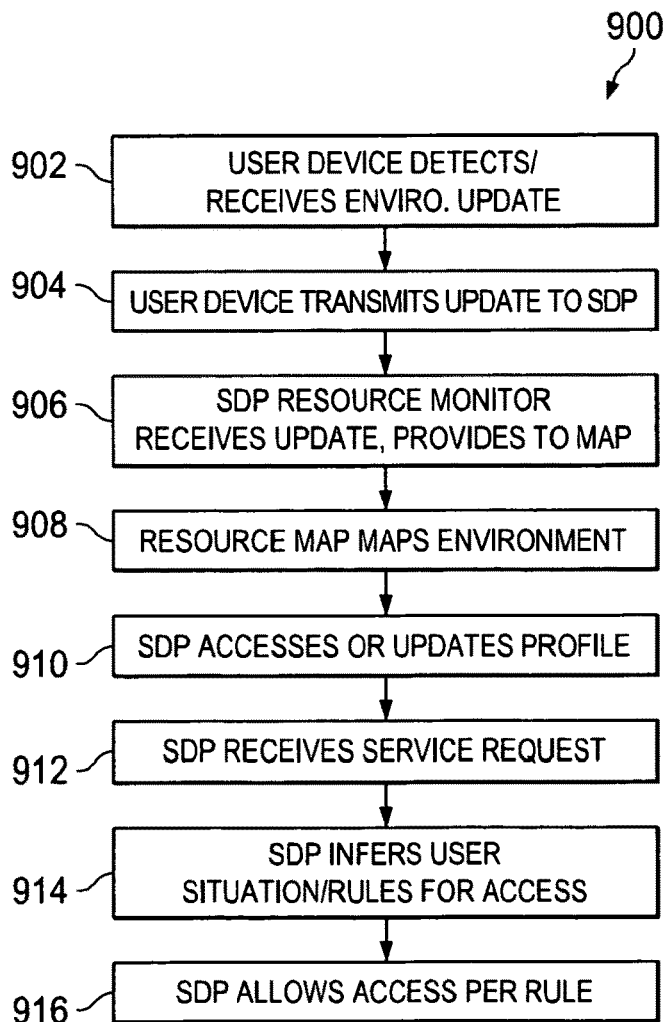 900
902
USER DEVICE DETECTS/
RECEIVES ENVIRO. UPDATE
904
USER DEVICE TRANSMITS UPDATE TO SDP
906
SDP RESOURCE MONITOR
RECEIVES UPDATE, PROVIDES TO MAP
908
RESOURCE MAP MAPS ENVIRONMENT
910
SDP ACCESSES OR UPDATES PROFILE
912
SDP RECEIVES SERVICE REQUEST
914
SDP INFERS USER
SITUATION/RULES FOR ACCESS
916
SDP ALLOWS ACCESS PER RULE